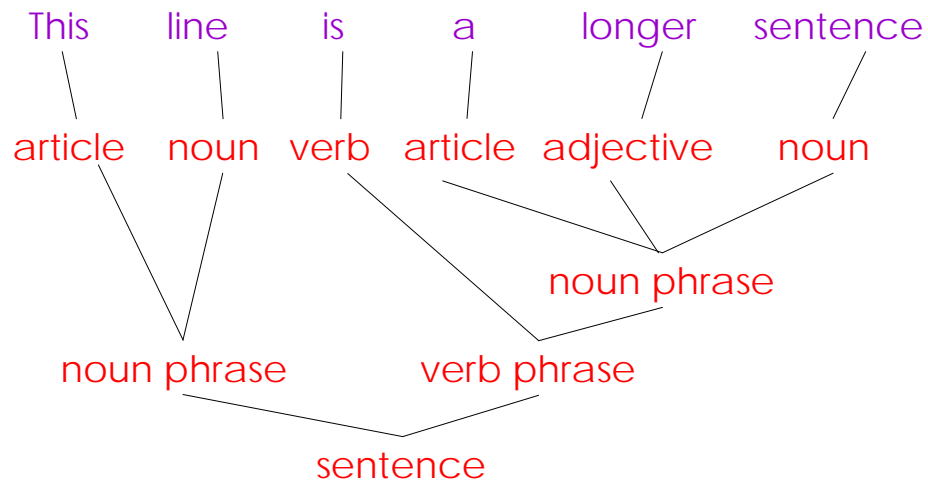 This line is a longer sentence
article noun verb article adjective noun
noun phrase
noun phrase verb phrase
sentence